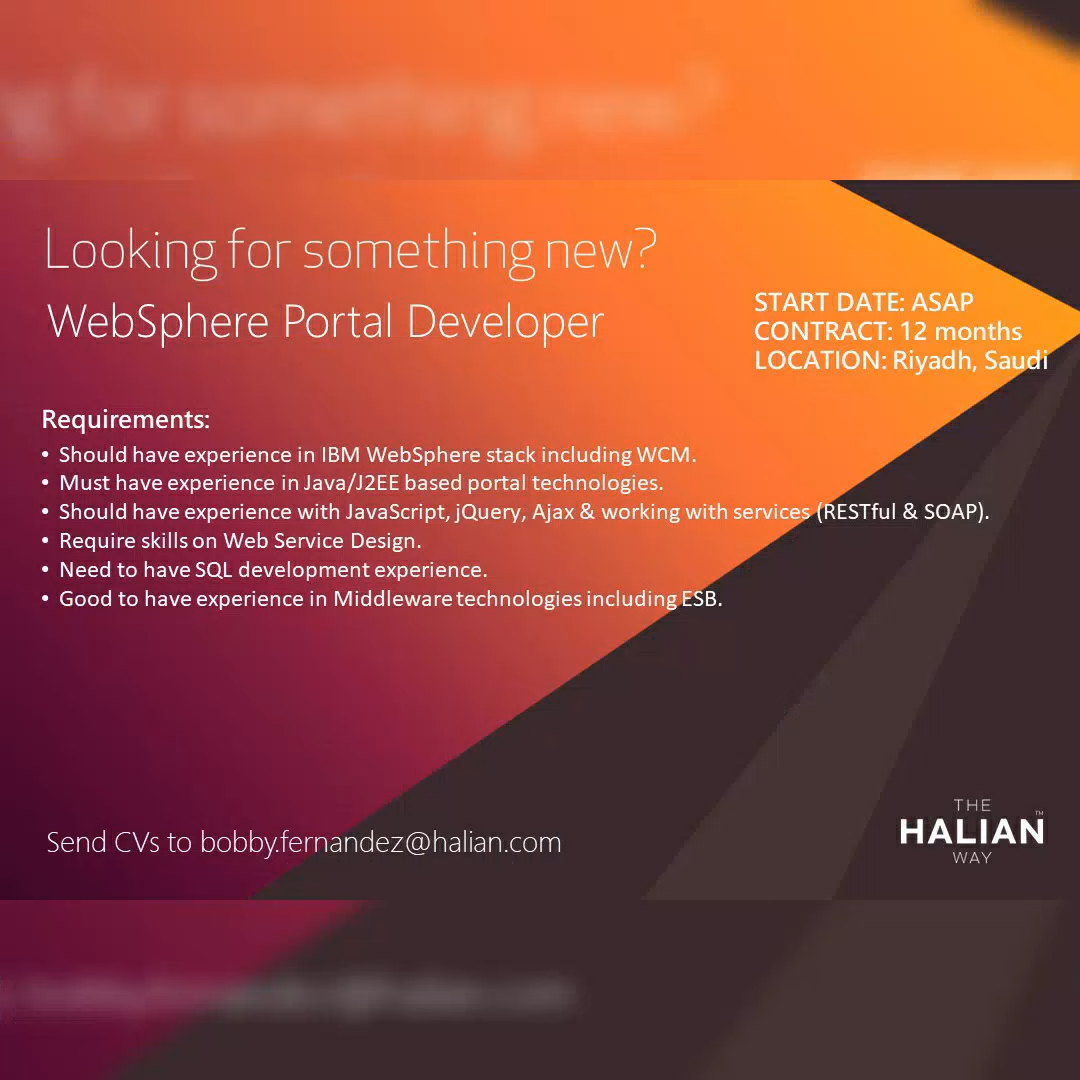 Looking for something new?
WebSphere Portal Developer
START DATE: ASAP
CONTRACT: 12 months
LOCATION: Riyadh, Saudi
Requirements:
• Should have experience in IBM WebSphere stack including WCM.
• Must have experience in Java/J2EE based portal technologies.
• Should have experience with JavaScript, jQuery, Ajax & working with services (RESTful & SOAP).
• Require skills on Web Service Design.
• Need to have SQL development experience.
• Good to have experience in Middleware technologies including ESB.
Send CVs to bobby.fernandez@halian.com
THE
HALIAN™
WAY